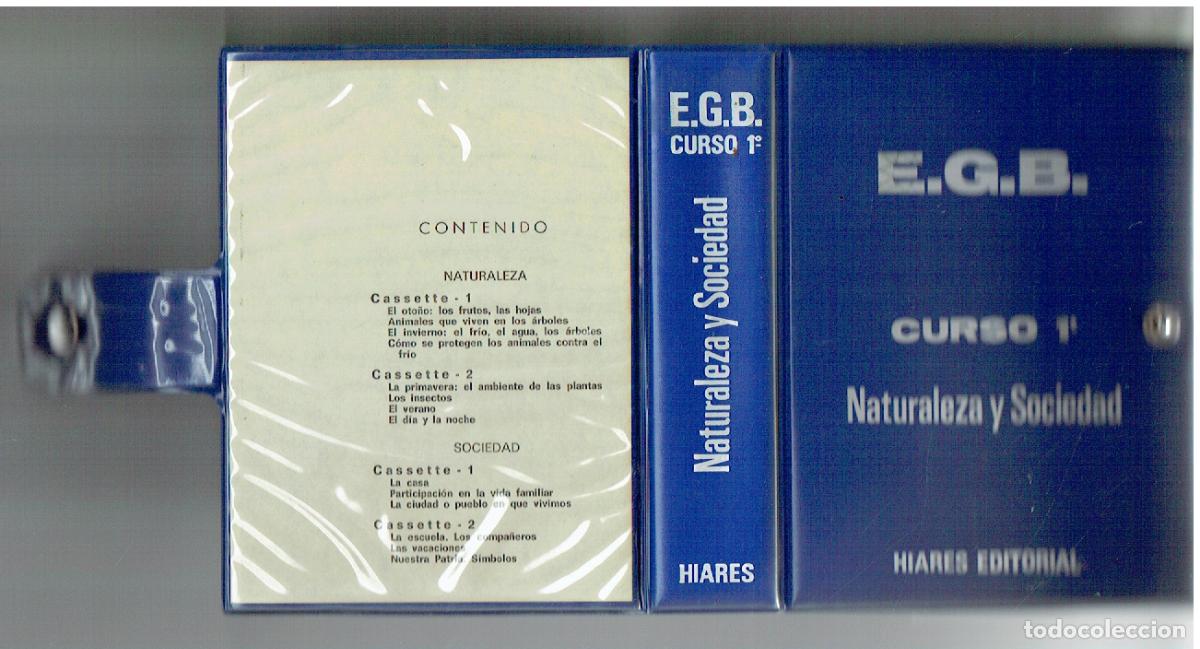 CONTENIDO
NATURALEZA
Cassette - 1
El otoño: los frutos, las hojas
Animales que viven en los árboles
El invierno: el frío, el agua, los árboles
Cómo se protegen los animales contra el
frío
Cassette - 2
La primavera: el ambiente de las plantas
Los insectos
El verano
El día y la noche
SOCIEDAD
Cassette - 1
La casa
Participación en la vida familiar
La ciudad o pueblo en que vivimos
Cassette - 2
La escuela. Los compañeros
Las vacaciones
Nuestra Patria. Símbolos
E.G.B.
CURSO 1º
Naturaleza y Sociedad
HIARES
E.G.B.
CURSO 1º
Naturaleza y Sociedad
HIARES EDITORIAL
todocoleccion